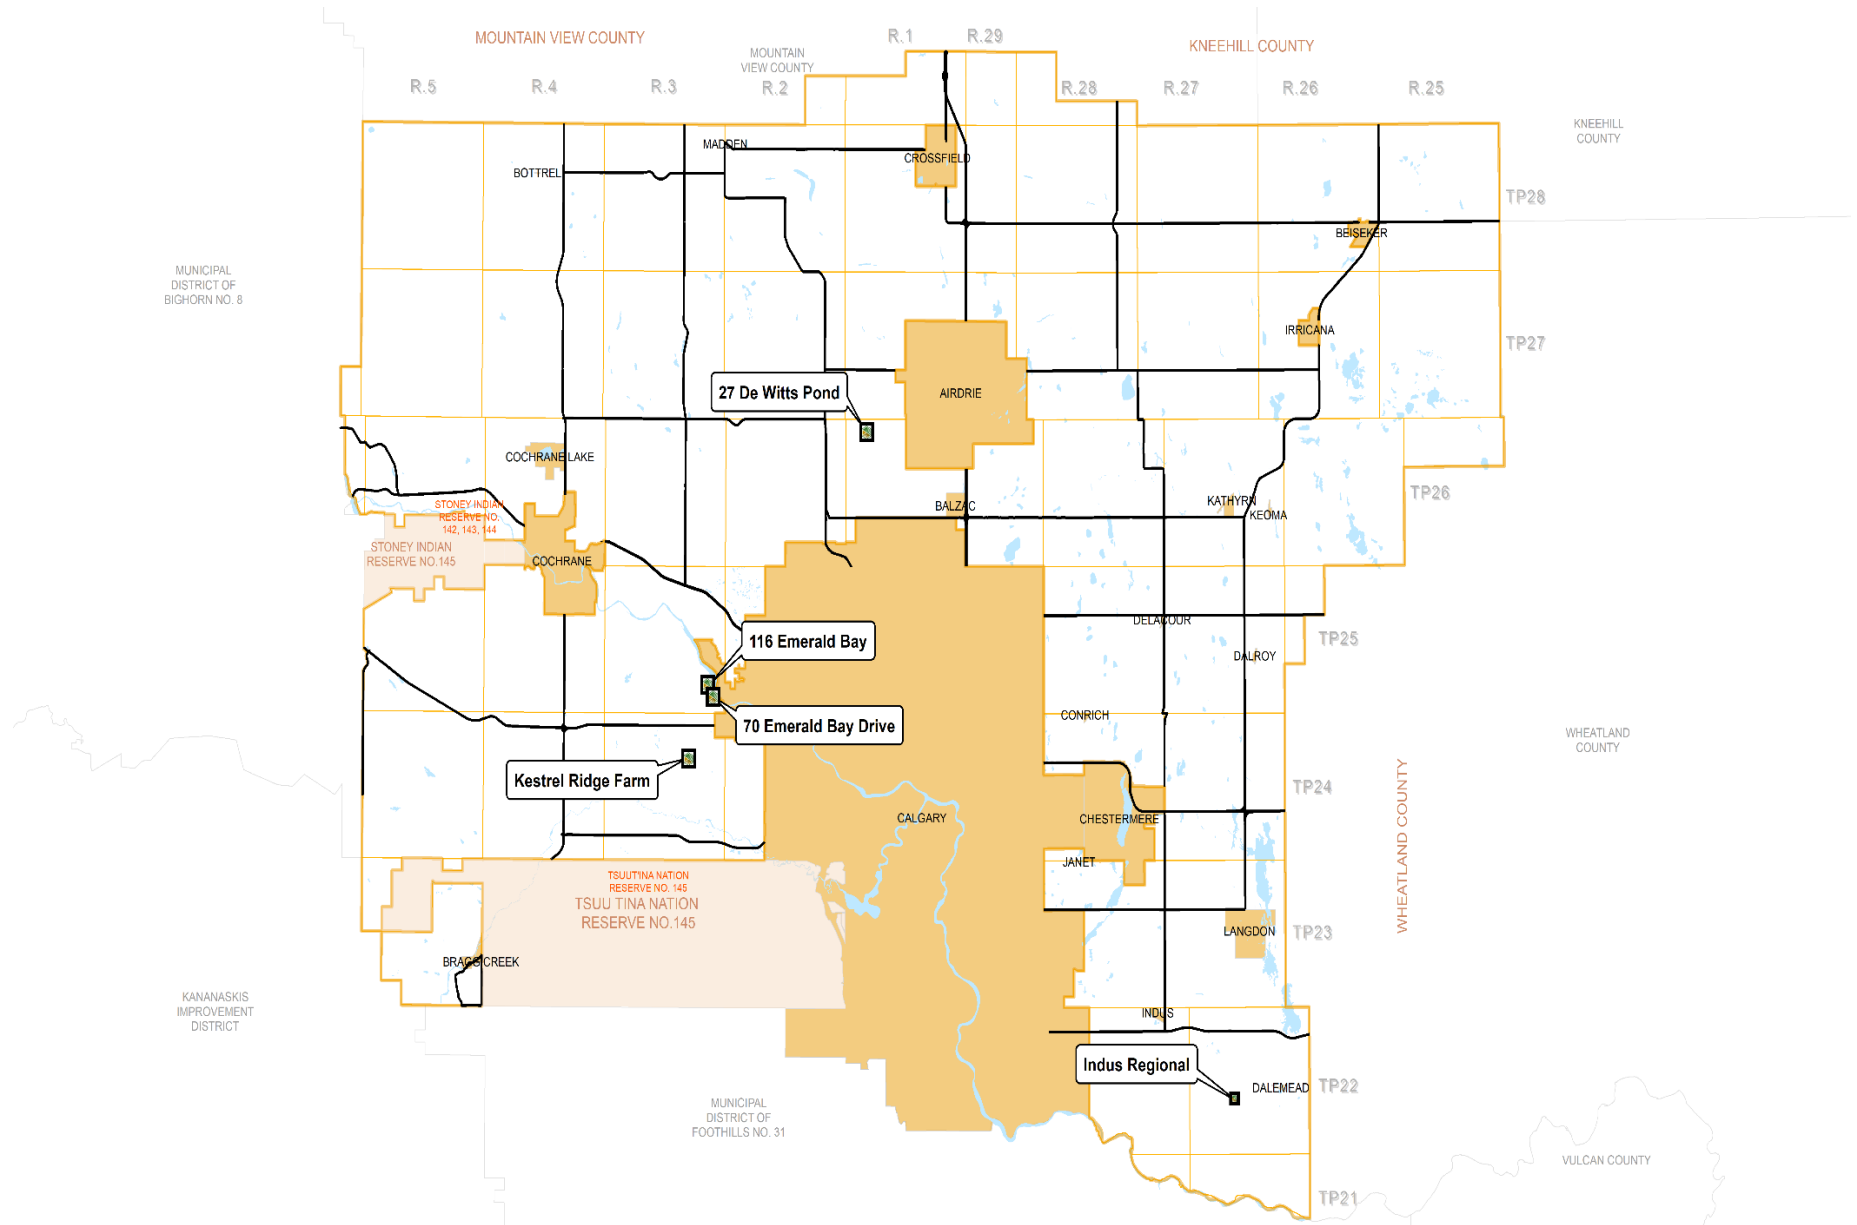 MOUNTAIN VIEW COUNTY
R.1
R.29
KNEEHILL COUNTY
MOUNTAIN
VIEW COUNTY
R.5
R.4
R.3
R.2
R.28
R.27
R.26
R.25
KNEEHILL
COUNTY
MADDEN
CROSSFIELD
BOTTREL
TP28
BEISEKER
MUNICIPAL
DISTRICT OF
BIGHORN NO. 8
IRRICANA
TP27
27 De Witts Pond
AIRDRIE
COCHRANE LAKE
TP26
STONEY INDIAN
RESERVE NO.
142, 143, 144
BALZAC
KATHYRN
KEOMA
STONEY INDIAN
RESERVE NO.145
COCHRANE
DELACOUR
TP25
116 Emerald Bay
DALROY
CONRICH
70 Emerald Bay Drive
WHEATLAND
COUNTY
Kestrel Ridge Farm
TP24
CALGARY
CHESTERMERE
WHEATLAND COUNTY
JANET
TSUUT'INA NATION
RESERVE NO. 145
TSUU TINA NATION
RESERVE NO.145
LANGDON
TP23
BRAGG CREEK
KANANASKIS
IMPROVEMENT
DISTRICT
INDUS
Indus Regional
DALEMEAD
TP22
MUNICIPAL
DISTRICT OF
FOOTHILLS NO. 31
VULCAN COUNTY
TP21